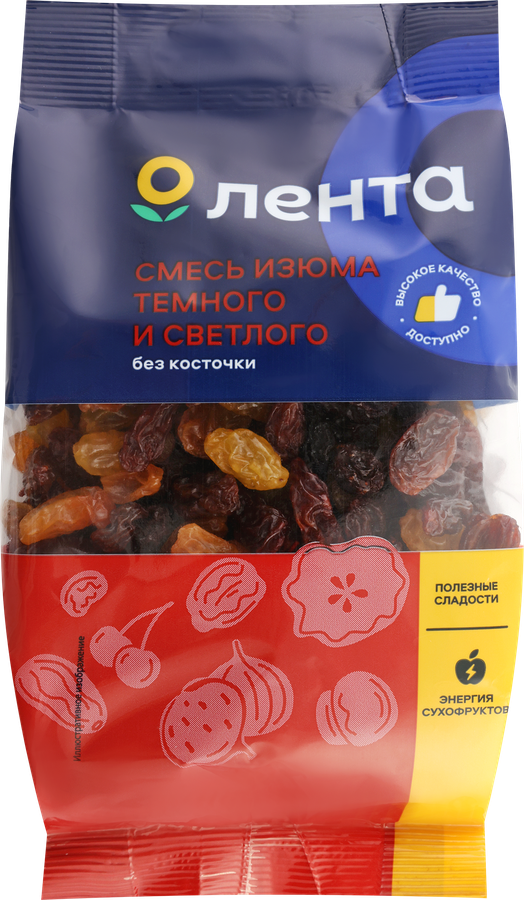 лента
СМЕСЬ ИЗЮМА
ТЕМНОГО
И СВЕТЛОГО
без косточки
ВЫСОКОЕ КАЧЕСТВО
ДОСТУПНО
ПОЛЕЗНЫЕ
СЛАДОСТИ
ЭНЕРГИЯ
СУХОФРУКТОВ
Иллюстративное изображение